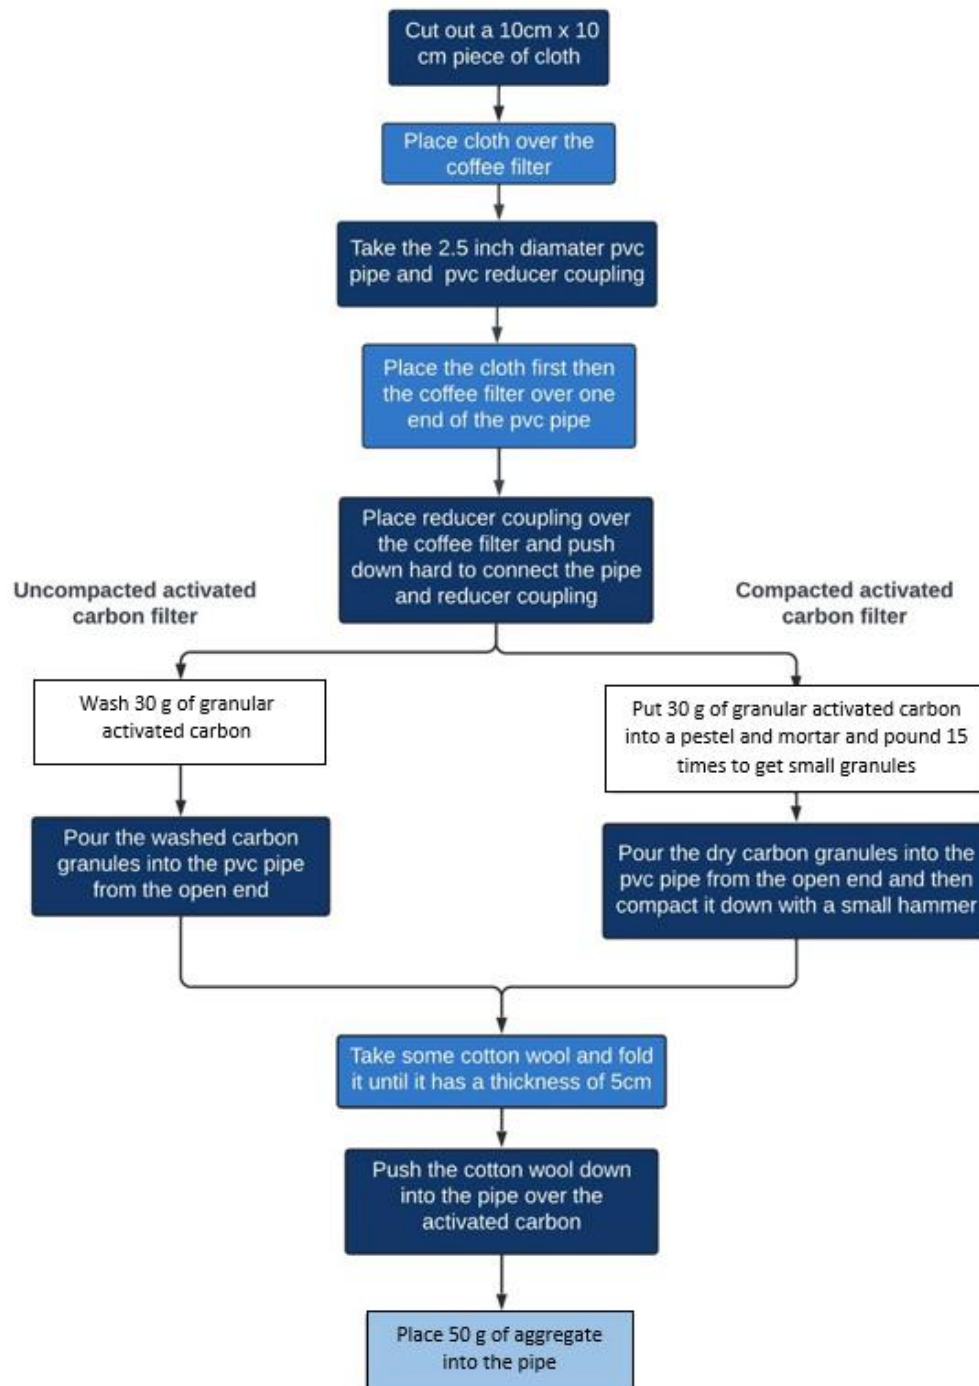 Cut out a 10cm x 10
cm piece of cloth
Place cloth over the
coffee filter
Take the 2.5 inch diamater pvc
pipe and pvc reducer coupling
Place the cloth first then
the coffee filter over one
end of the pvc pipe
Place reducer coupling over
the coffee filter and push
down hard to connect the pipe
and reducer coupling
Uncompacted activated
carbon filter
Compacted activated
carbon filter
Wash 30 g of granular
activated carbon
Put 30 g of granular activated carbon
into a pestel and mortar and pound 15
times to get small granules
Pour the washed carbon
granules into the pvc pipe
from the open end
Pour the dry carbon granules into the
pvc pipe from the open end and then
compact it down with a small hammer
Take some cotton wool and fold
it until it has a thickness of 5cm
Push the cotton wool down
into the pipe over the
activated carbon
Place 50 g of aggregate
into the pipe